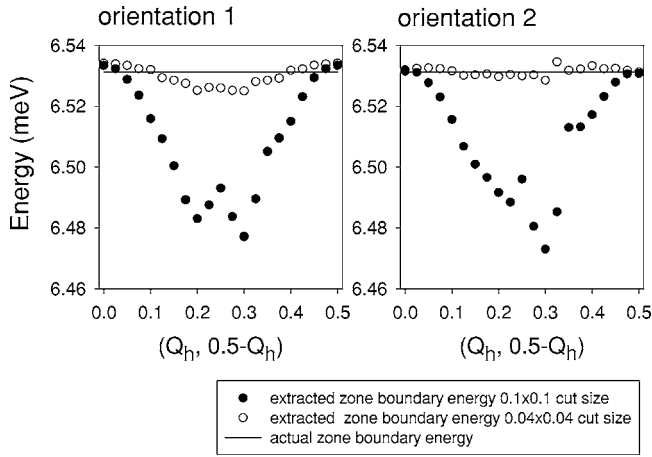 orientation 1
orientation 2
6.54
6.52
6.50
6.48
6.46
Energy (meV)
0.0 0.1 0.2 0.3 0.4 0.5
(Qh, 0.5-Qh)
6.54
6.52
6.50
6.48
6.46
0.0 0.1 0.2 0.3 0.4 0.5
(Qh, 0.5-Qh)
extracted zone boundary energy 0.1x0.1 cut size
extracted zone boundary energy 0.04x0.04 cut size
actual zone boundary energy